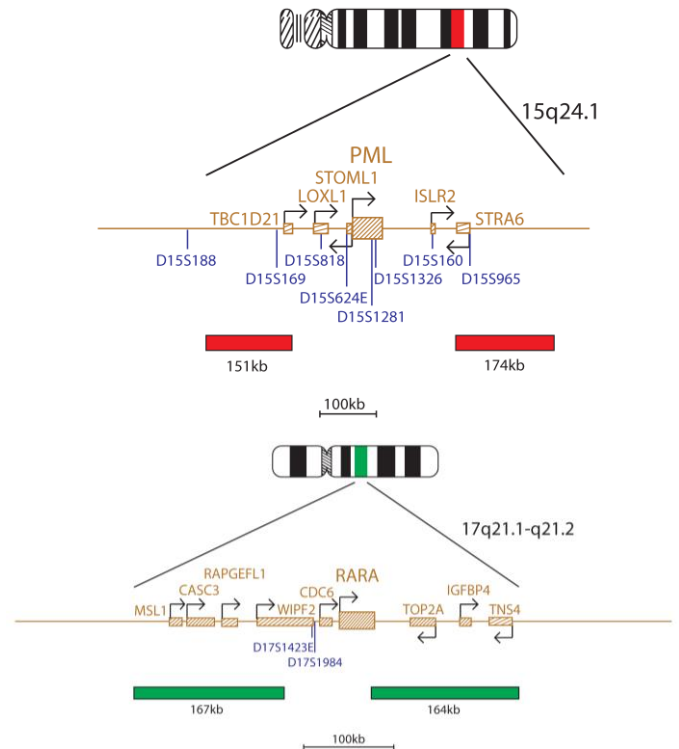 15q24.1
PML
STOML1
LOXL1 ISLR2
TBC1D21 STRA6
D15S188 D15S818 D15S160
D15S169 D15S1326 D15S965
D15S624E
D15S1281
151kb 174kb
100kb
17q21.1-q21.2
RAPGEFL1 RARA
CASC3 CDC6 IGFBP4
MSL1 WIPF2 TOP2A TNS4
D17S1423E
D17S1984
167kb 164kb
100kb